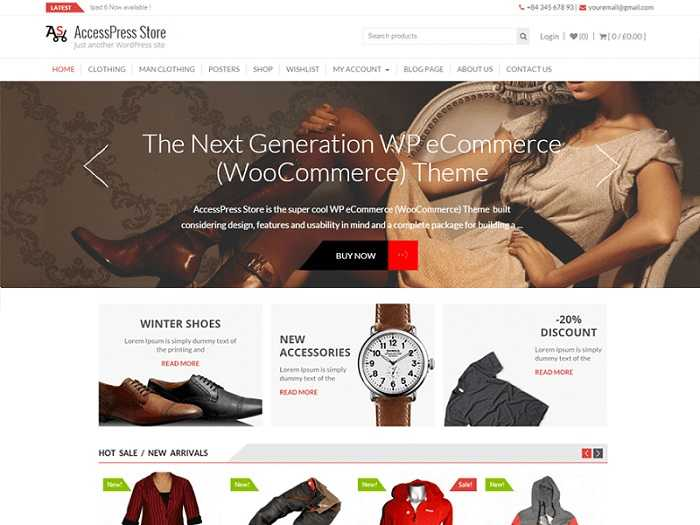 LATEST
ipad 6 Now available !
+84 345 678 93 | youremail@gmail.com
AS
AccessPress Store
Just another WordPress site
Search products
Login | (0) | [ 0 / £0.00 ]
HOME CLOTHING MAN CLOTHING POSTERS SHOP WISHLIST MY ACCOUNT BLOG PAGE ABOUT US CONTACT US
The Next Generation WP eCommerce
(WooCommerce) Theme
AccessPress Store is the super cool WP eCommerce (WooCommerce) Theme built
considering design, features and usability in mind and a complete package for building a ...
BUY NOW
WINTER SHOES
Lorem Ipsum is simply dummy text of
the printing and
READ MORE
NEW
ACCESSORIES
Lorem Ipsum is simply
dummy text of the
READ MORE
-20%
DISCOUNT
Lorem Ipsum is simply
dummy text of the
READ MORE
HOT SALE / NEW ARRIVALS
New!
New!
New!
Sale!
New!